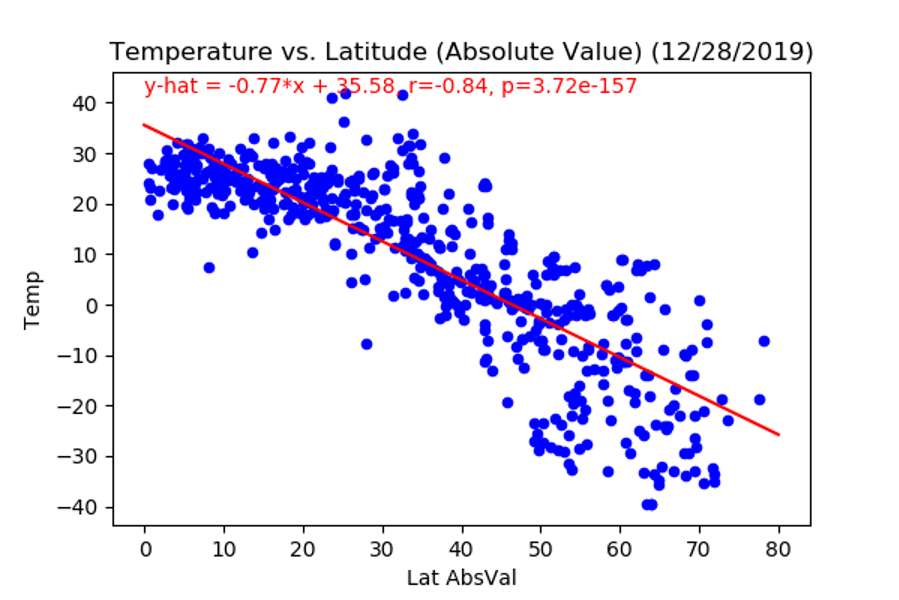 Temperature vs. Latitude (Absolute Value) (12/28/2019)
y-hat = -0.77*x + 35.58, r=-0.84, p=3.72e-157
40
30
20
10
0
−10
−20
−30
−40
Temp
0 10 20 30 40 50 60 70 80
Lat AbsVal